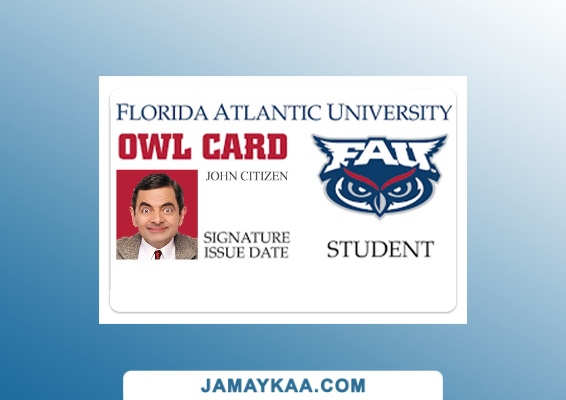 FLORIDA ATLANTIC UNIVERSITY
OWL CARD
JOHN CITIZEN
FAU
SIGNATURE
ISSUE DATE
STUDENT
JAMAYKAA.COM